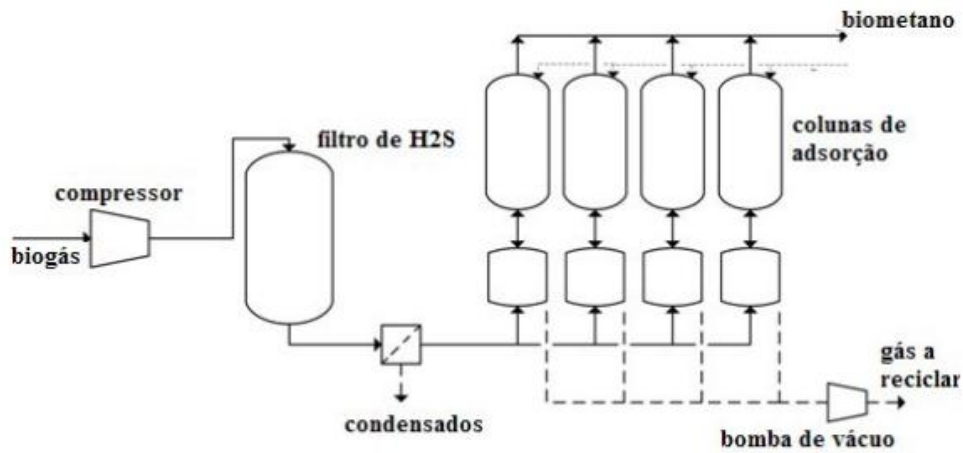 biometano
filtro de H2S
colunas de
adsorção
compressor
biogás
gás a
reciclar
condensados
bomba de vácuo